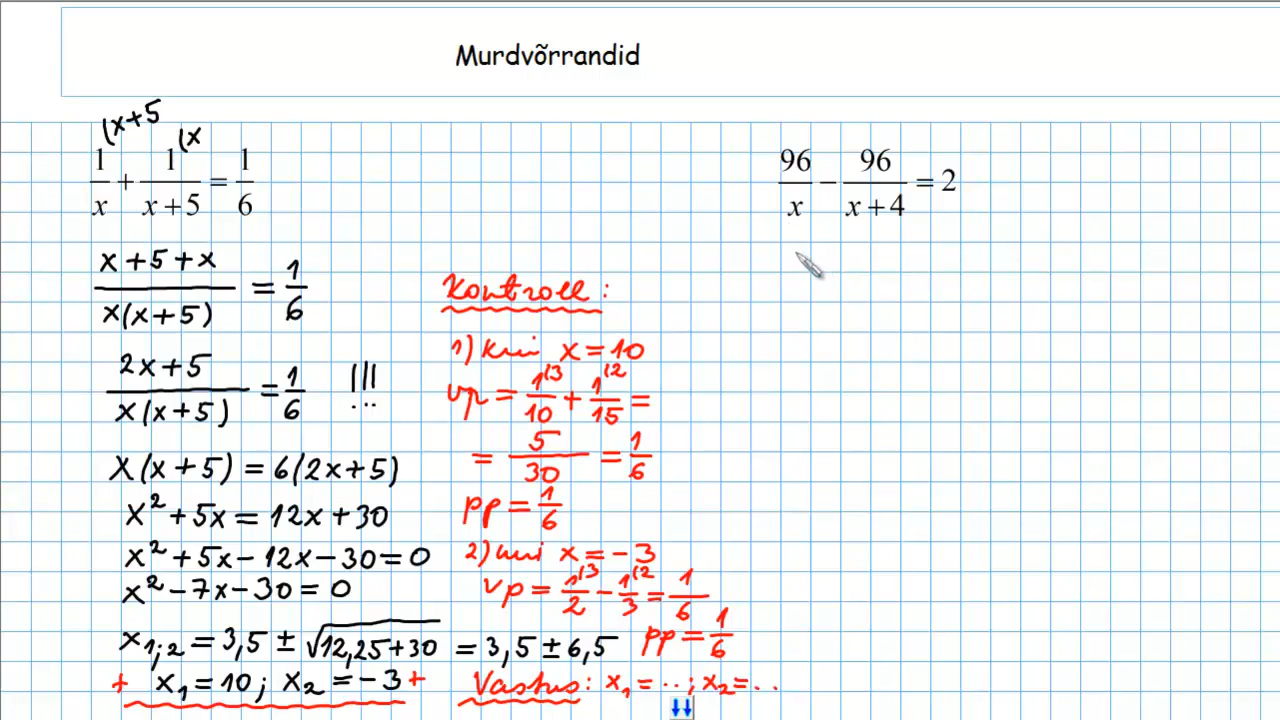 Murdvõrrandid
(x+5 (x
1/x + 1/(x+5) = 1/6
(x+5+x)/(x(x+5)) = 1/6
(2x+5)/(x(x+5)) = 1/6 !!!
x(x+5) = 6(2x+5)
x² + 5x = 12x + 30
x² + 5x − 12x − 30 = 0
x² − 7x − 30 = 0
x₁;₂ = 3,5 ± √(12,25+30) = 3,5 ± 6,5
+ x₁ = 10; x₂ = −3 +
Kontroll:
1) kui x = 10
vp = 1⁽³/10 + 1⁽²/15 =
= 5/30 = 1/6
pp = 1/6
2) kui x = −3
vp = 1⁽³/2 − 1⁽²/3 = 1/6
pp = 1/6
Vastus: x₁ = ..; x₂ = ..
96/x − 96/(x+4) = 2